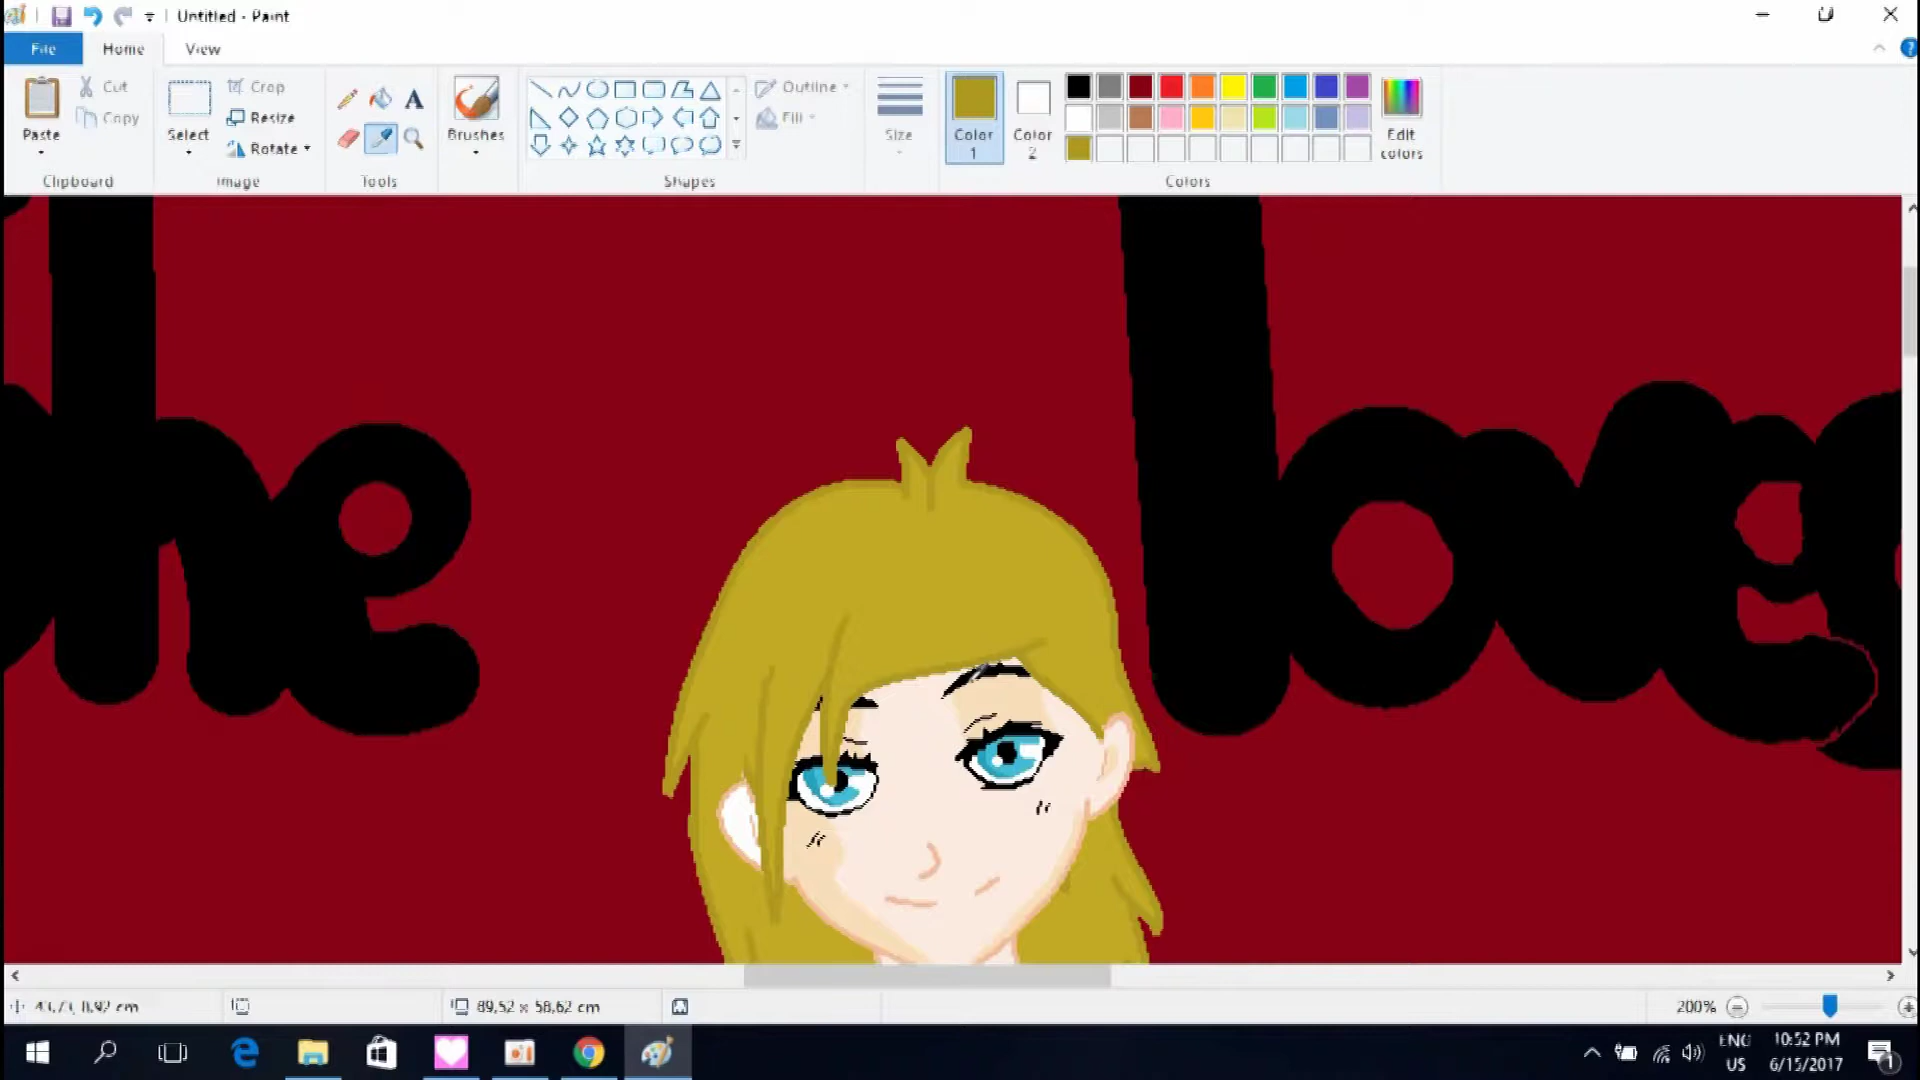 Untitled - Paint
File Home View
Paste
Cut
Copy
Clipboard
Select
Crop
Resize
Rotate
Image
Tools
Brushes
Shapes
Outline
Fill
Size
Color 1
Color 2
Edit colors
Colors
he
89,52 × 58,62 cm
200%
ENG
US
10:52 PM
6/15/2017
1